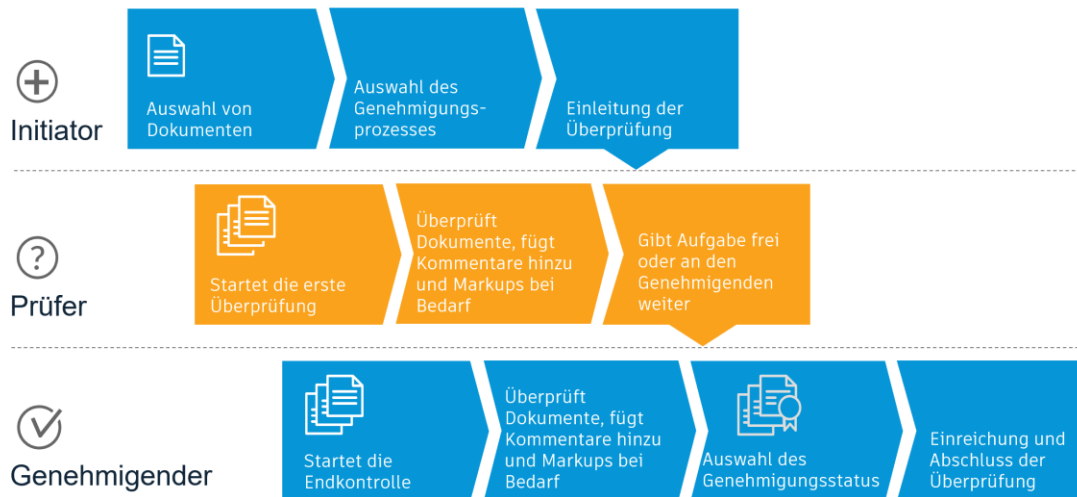 Initiator
Auswahl von
Dokumenten
Auswahl des
Genehmigungs-
prozesses
Einleitung der
Überprüfung
?
Prüfer
Startet die erste
Überprüfung
Überprüft
Dokumente, fügt
Kommentare hinzu
und Markups bei
Bedarf
Gibt Aufgabe frei
oder an den
Genehmigenden
weiter
Genehmigender
Startet die
Endkontrolle
Überprüft
Dokumente, fügt
Kommentare hinzu
und Markups bei
Bedarf
Auswahl des
Genehmigungsstatus
Einreichung und
Abschluss der
Überprüfung